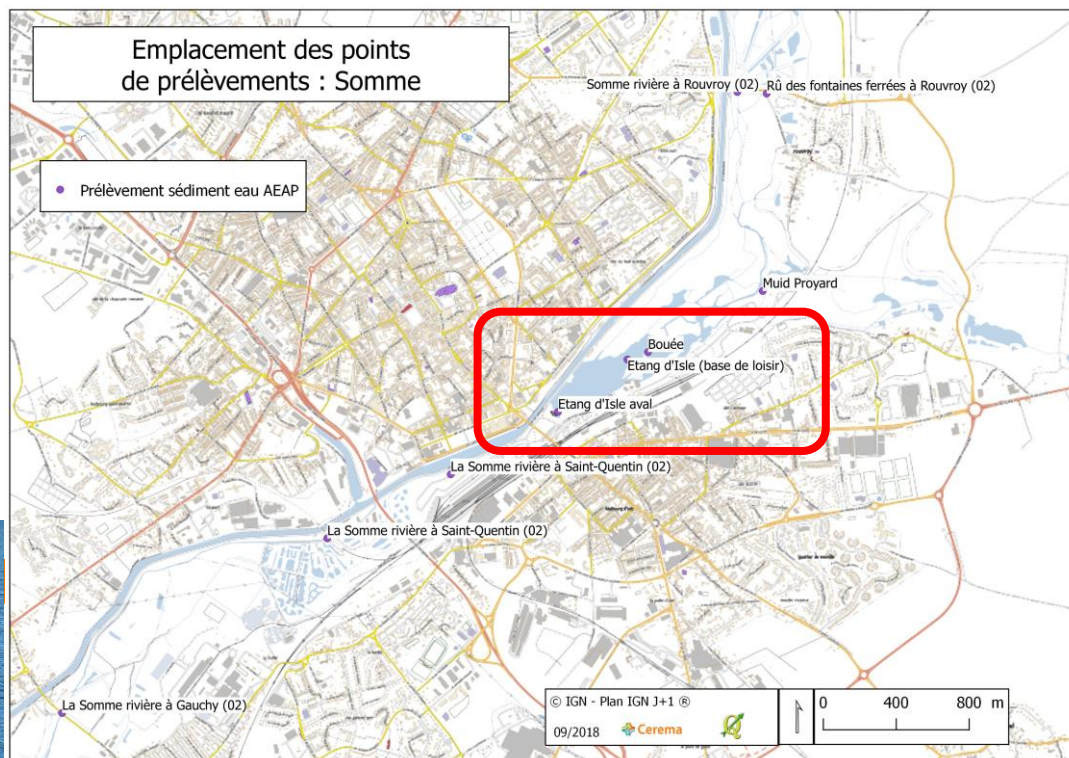 Emplacement des points
de prélèvements : Somme
Somme rivière à Rouvroy (02)
Rû des fontaines ferrées à Rouvroy (02)
Prélèvement sédiment eau AEAP
Muid Proyard
Bouée
Etang d'Isle (base de loisir)
Etang d'Isle aval
La Somme rivière à Saint-Quentin (02)
La Somme rivière à Saint-Quentin (02)
La Somme rivière à Gauchy (02)
© IGN - Plan IGN J+1 ®
09/2018
Cerema
0 400 800 m